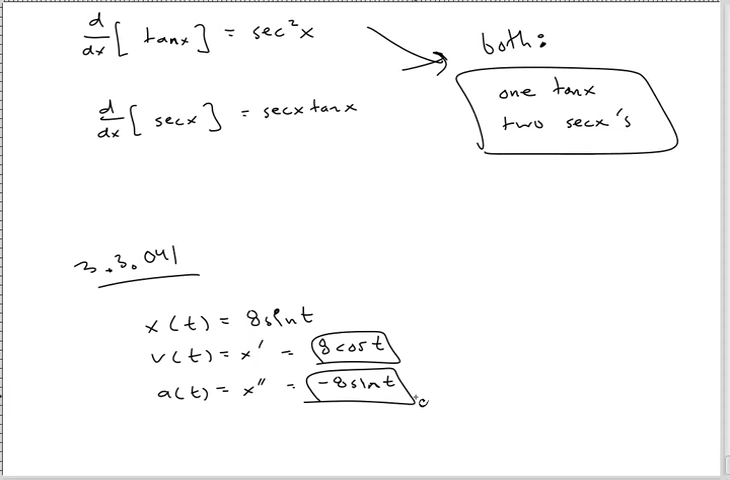 d/dx [ tanx ] = sec²x
both:
one tanx
two secx's
d/dx [ secx ] = secx tanx
3.3.041
x(t) = 8sint
v(t) = x' = 8cost
a(t) = x'' = -8sint